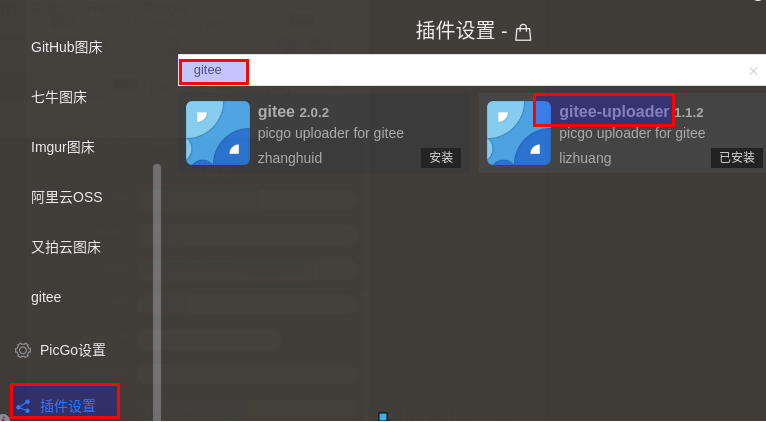 GitHub图床
七牛图床
Imgur图床
阿里云OSS
又拍云图床
gitee
PicGo设置
插件设置
插件设置 -
gitee
gitee 2.0.2
picgo uploader for gitee
zhanghuid
安装
gitee-uploader 1.1.2
picgo uploader for gitee
lizhuang
已安装